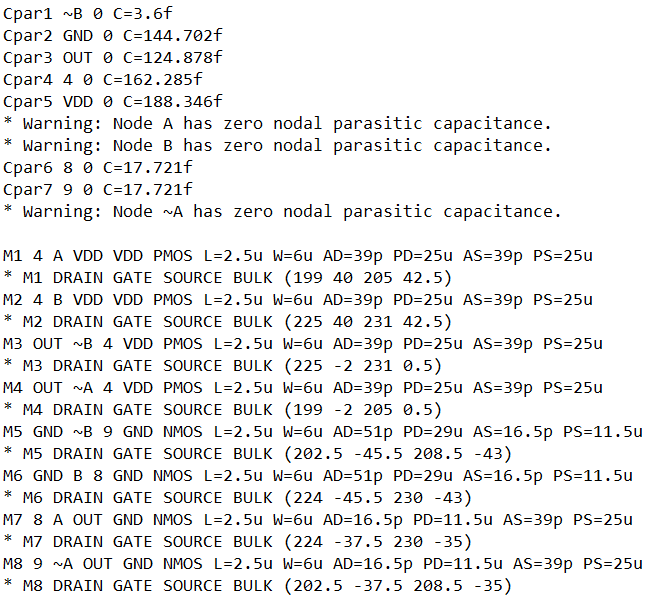 Cpar1 ~B 0 C=3.6f
Cpar2 GND 0 C=144.702f
Cpar3 OUT 0 C=124.878f
Cpar4 4 0 C=162.285f
Cpar5 VDD 0 C=188.346f
* Warning: Node A has zero nodal parasitic capacitance.
* Warning: Node B has zero nodal parasitic capacitance.
Cpar6 8 0 C=17.721f
Cpar7 9 0 C=17.721f
* Warning: Node ~A has zero nodal parasitic capacitance.
M1 4 A VDD VDD PMOS L=2.5u W=6u AD=39p PD=25u AS=39p PS=25u
* M1 DRAIN GATE SOURCE BULK (199 40 205 42.5)
M2 4 B VDD VDD PMOS L=2.5u W=6u AD=39p PD=25u AS=39p PS=25u
* M2 DRAIN GATE SOURCE BULK (225 40 231 42.5)
M3 OUT ~B 4 VDD PMOS L=2.5u W=6u AD=39p PD=25u AS=39p PS=25u
* M3 DRAIN GATE SOURCE BULK (225 -2 231 0.5)
M4 OUT ~A 4 VDD PMOS L=2.5u W=6u AD=39p PD=25u AS=39p PS=25u
* M4 DRAIN GATE SOURCE BULK (199 -2 205 0.5)
M5 GND ~B 9 GND NMOS L=2.5u W=6u AD=51p PD=29u AS=16.5p PS=11.5u
* M5 DRAIN GATE SOURCE BULK (202.5 -45.5 208.5 -43)
M6 GND B 8 GND NMOS L=2.5u W=6u AD=51p PD=29u AS=16.5p PS=11.5u
* M6 DRAIN GATE SOURCE BULK (224 -45.5 230 -43)
M7 8 A OUT GND NMOS L=2.5u W=6u AD=16.5p PD=11.5u AS=39p PS=25u
* M7 DRAIN GATE SOURCE BULK (224 -37.5 230 -35)
M8 9 ~A OUT GND NMOS L=2.5u W=6u AD=16.5p PD=11.5u AS=39p PS=25u
* M8 DRAIN GATE SOURCE BULK (202.5 -37.5 208.5 -35)